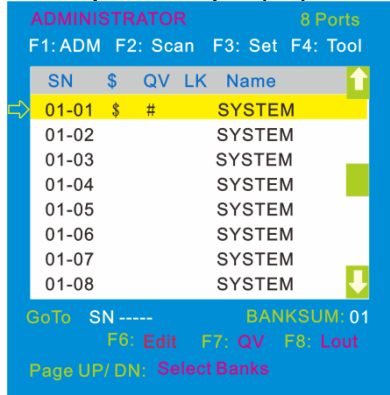 ADMINISTRATOR 8 Ports
F1: ADM F2: Scan F3: Set F4: Tool
SN $ QV LK Name
01-01 $ # SYSTEM
01-02 SYSTEM
01-03 SYSTEM
01-04 SYSTEM
01-05 SYSTEM
01-06 SYSTEM
01-07 SYSTEM
01-08 SYSTEM
GoTo SN ----- BANKSUM: 01
F6: Edit F7: QV F8: Lout
Page UP/ DN: Select Banks